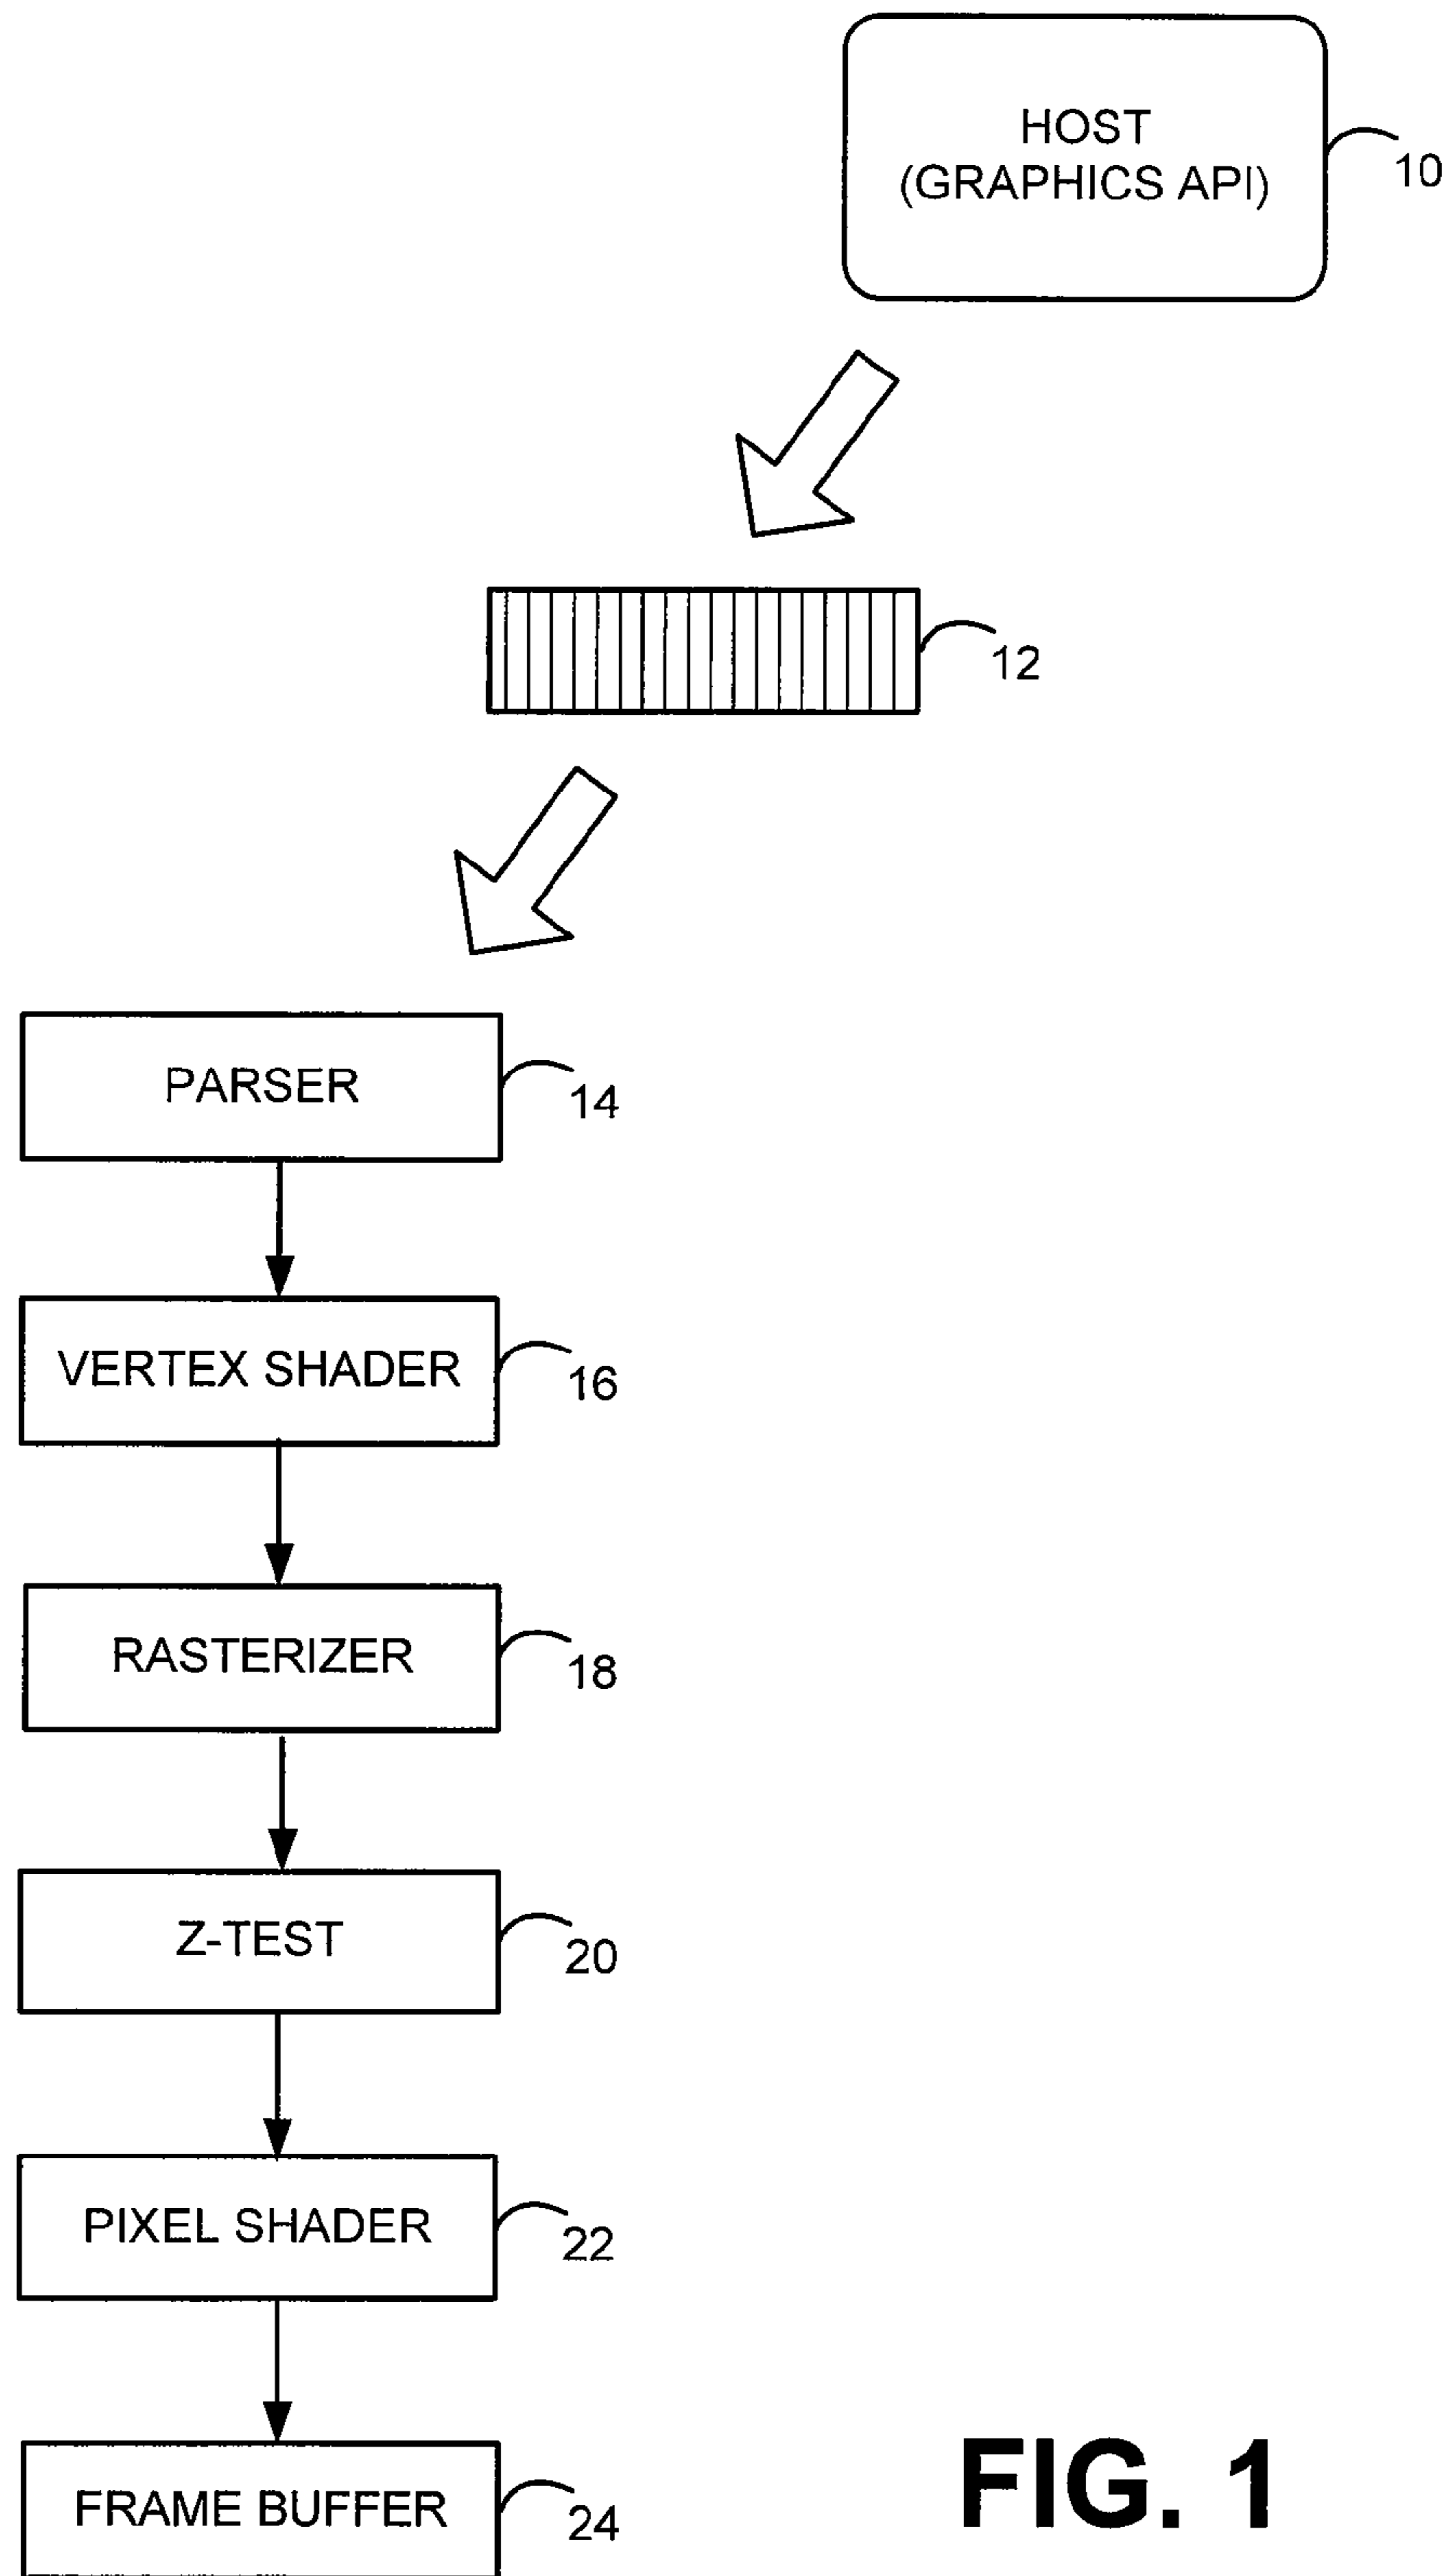 HOST
(GRAPHICS API)
10
12
PARSER
14
VERTEX SHADER
16
RASTERIZER
18
Z-TEST
20
PIXEL SHADER
22
FRAME BUFFER
24
FIG. 1